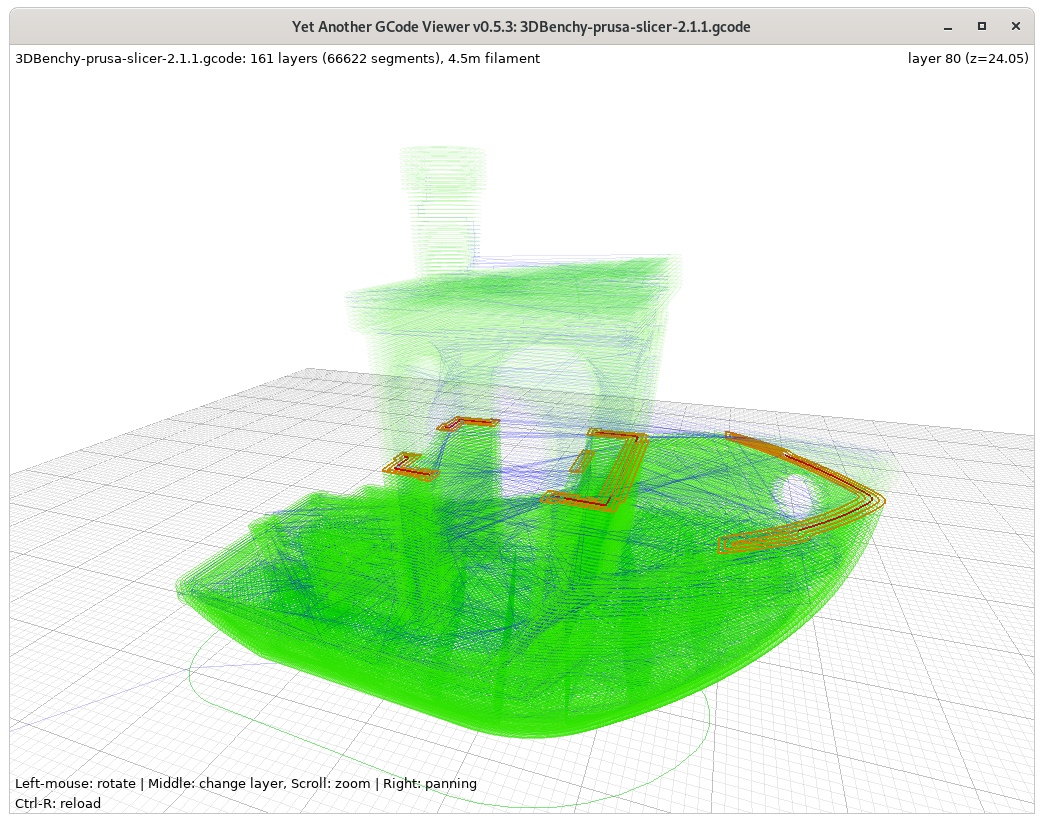 Yet Another GCode Viewer v0.5.3: 3DBenchy-prusa-slicer-2.1.1.gcode
3DBenchy-prusa-slicer-2.1.1.gcode: 161 layers (66622 segments), 4.5m filament
layer 80 (z=24.05)
Left-mouse: rotate | Middle: change layer, Scroll: zoom | Right: panning
Ctrl-R: reload